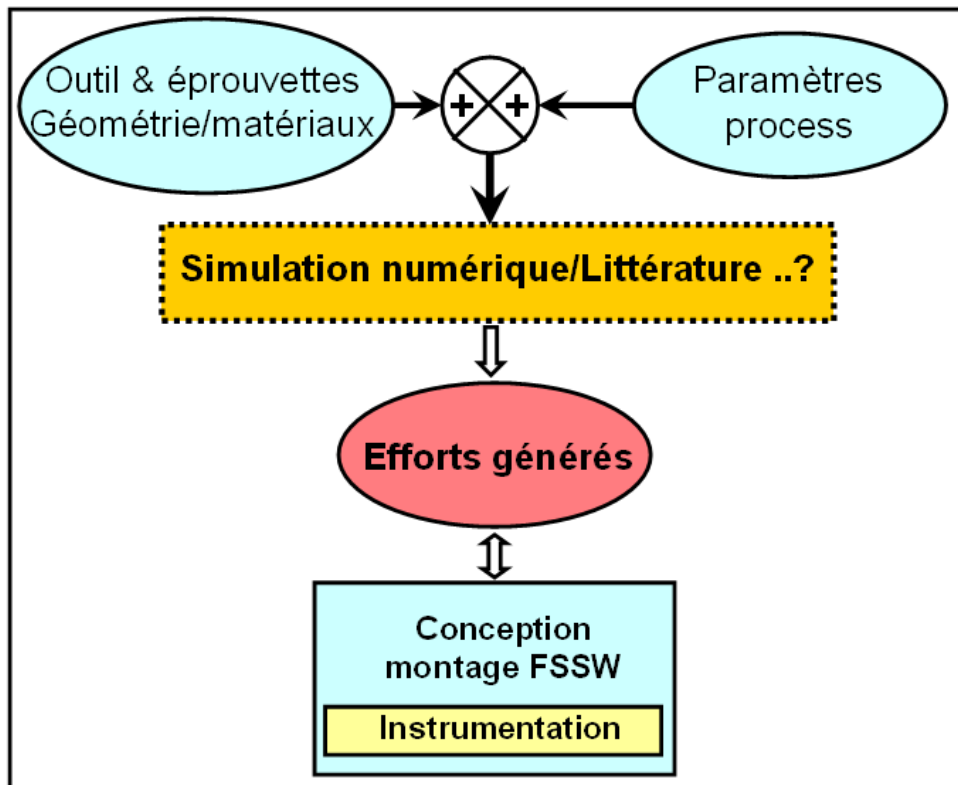 Outil & éprouvettes
Géométrie/matériaux
+ +
Paramètres
process
Simulation numérique/Littérature ..?
Efforts générés
Conception
montage FSSW
Instrumentation